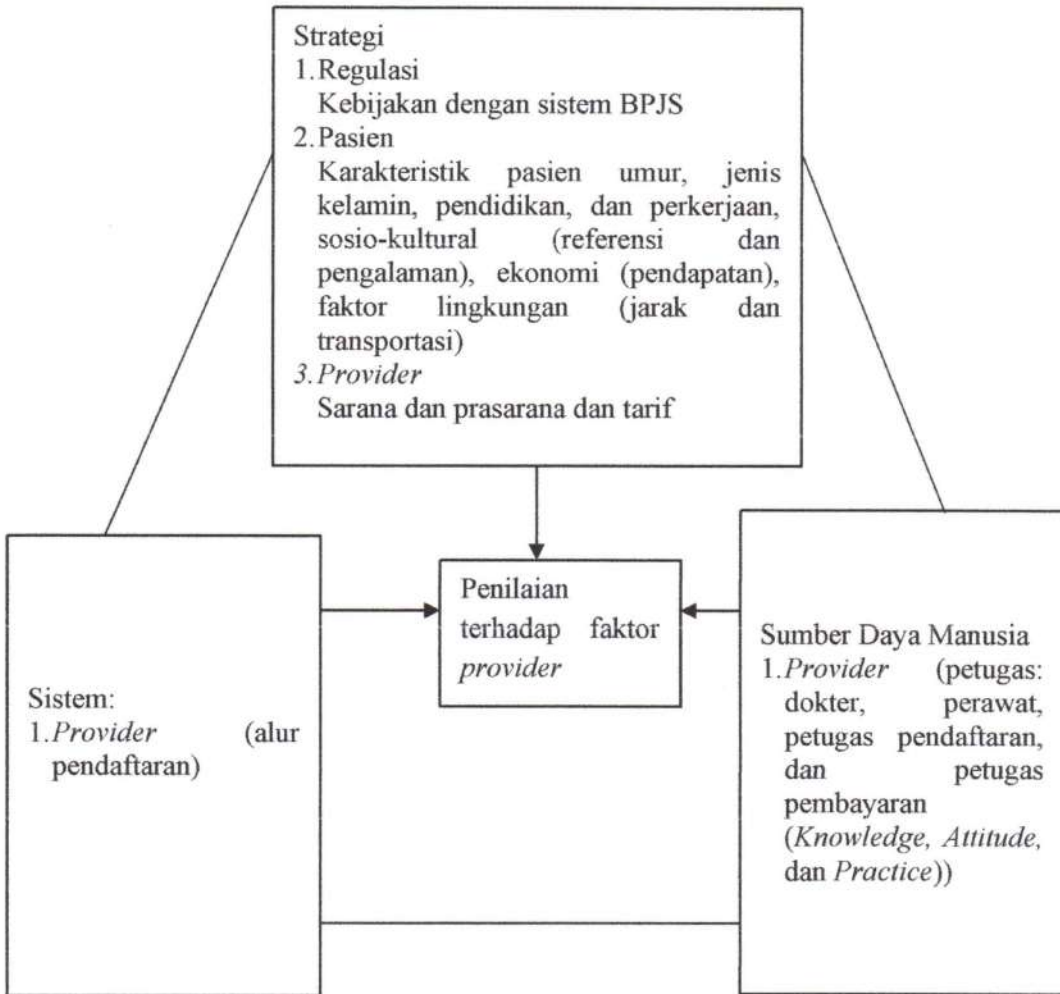 Strategi
1.Regulasi
Kebijakan dengan sistem BPJS
2.Pasien
Karakteristik pasien umur, jenis
kelamin, pendidikan, dan perkerjaan,
sosio-kultural (referensi dan
pengalaman), ekonomi (pendapatan),
faktor lingkungan (jarak dan
transportasi)
3.Provider
Sarana dan prasarana dan tarif
Penilaian
terhadap faktor
provider
Sistem:
1.Provider (alur
pendaftaran)
Sumber Daya Manusia
1.Provider (petugas:
dokter, perawat,
petugas pendaftaran,
dan petugas
pembayaran
(Knowledge, Attitude,
dan Practice))